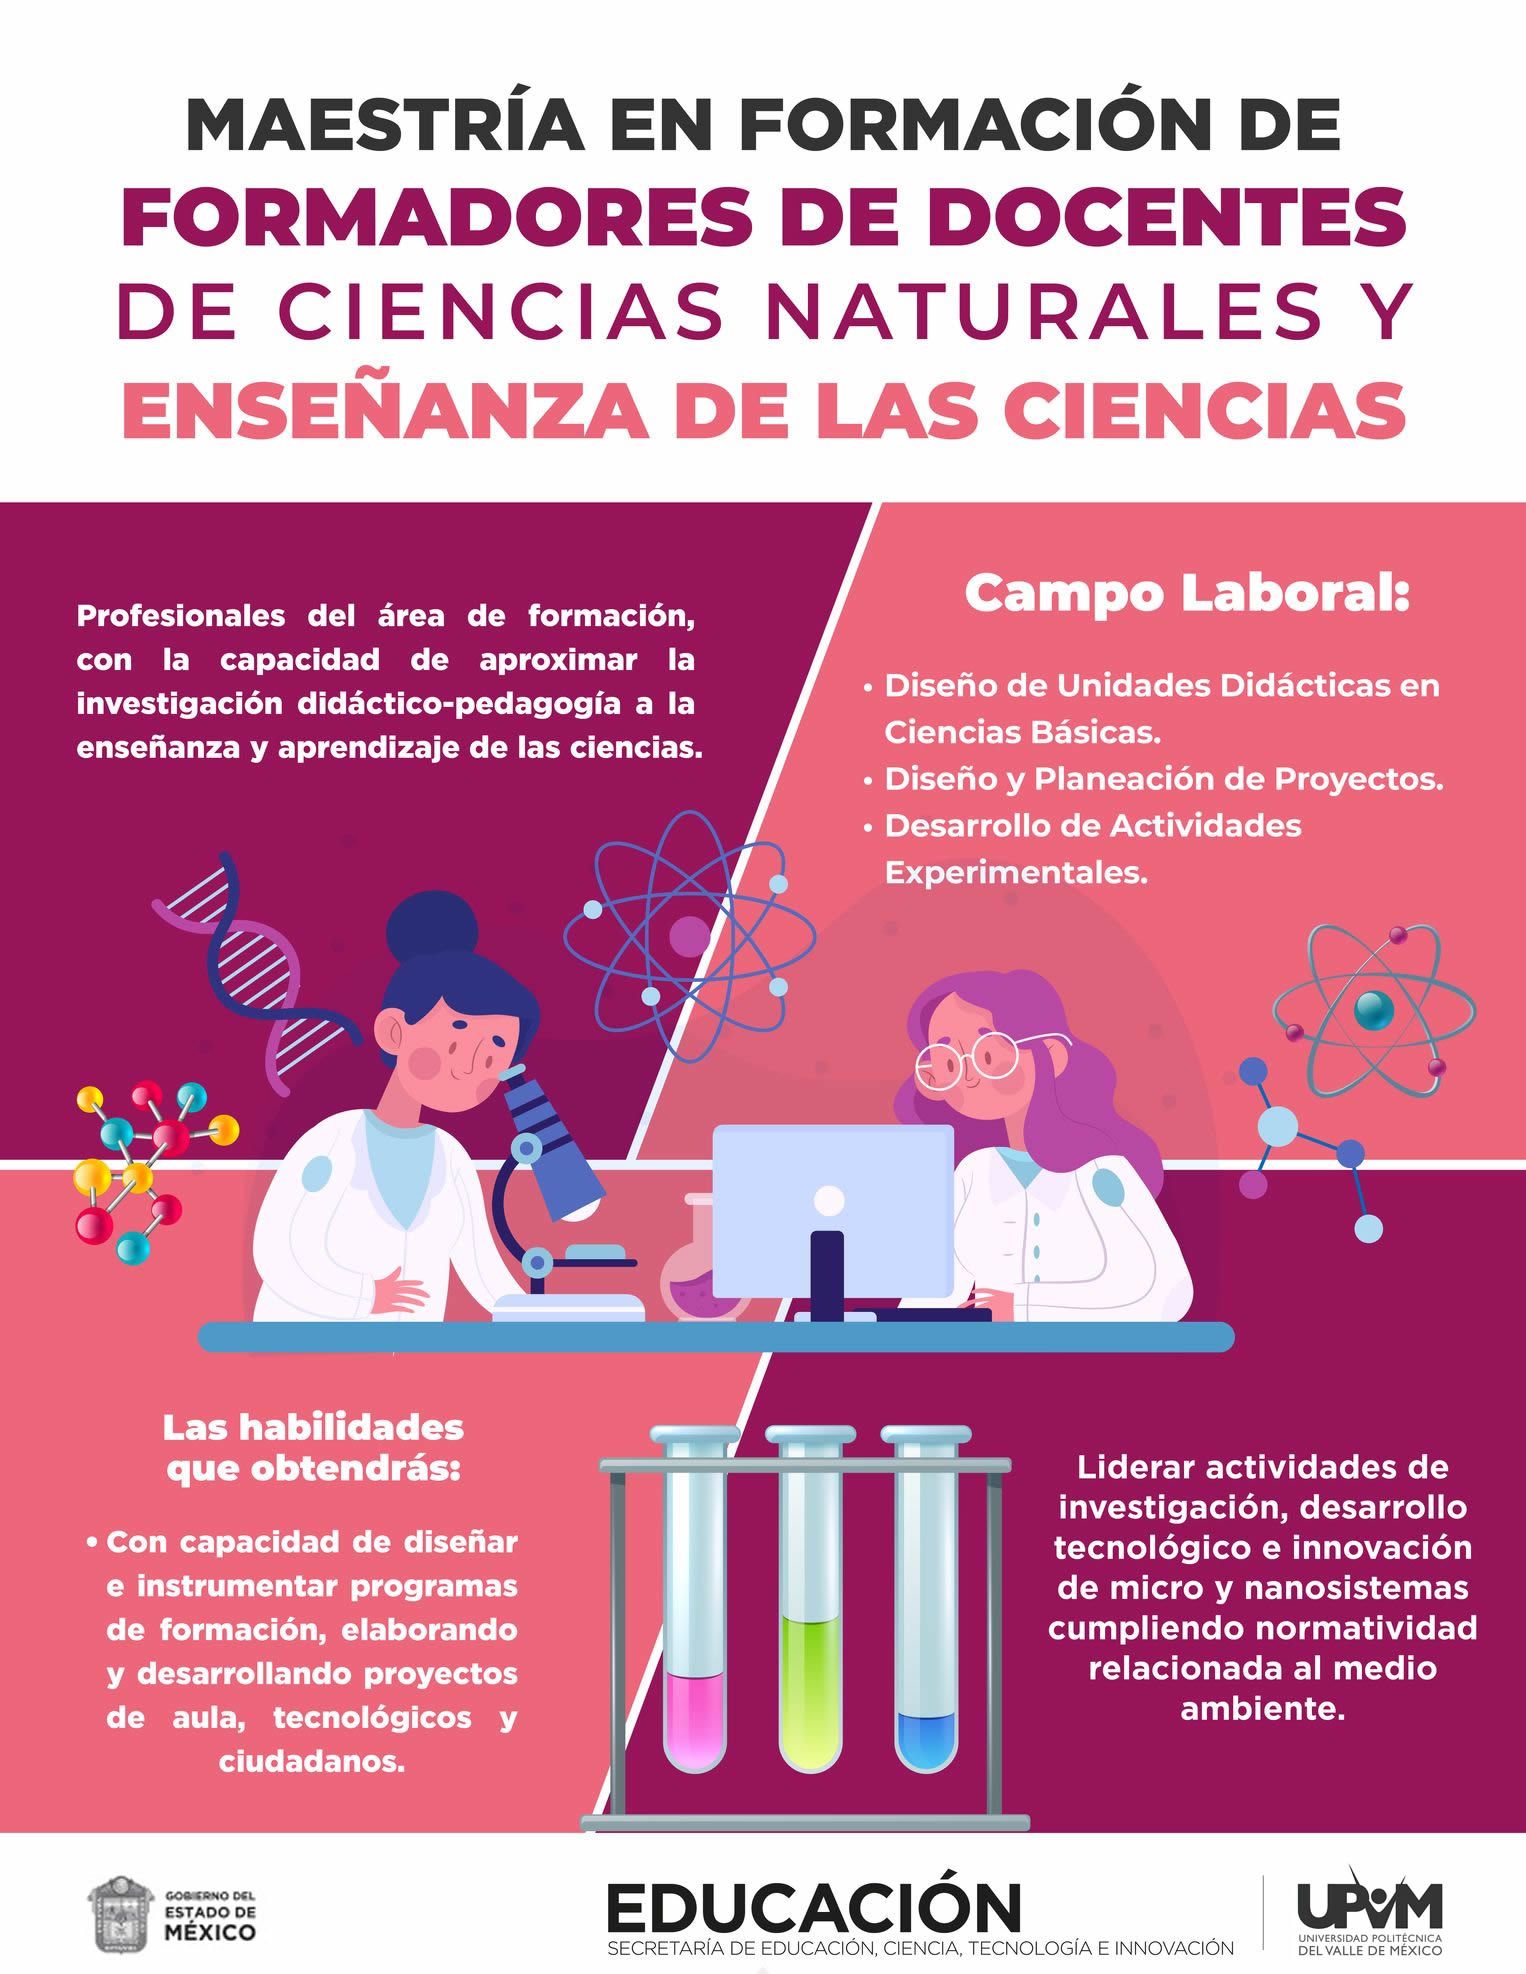 MAESTRÍA EN FORMACIÓN DE
FORMADORES DE DOCENTES
DE CIENCIAS NATURALES Y
ENSEÑANZA DE LAS CIENCIAS
Profesionales del área de formación,
con la capacidad de aproximar la
investigación didáctico-pedagogía a la
enseñanza y aprendizaje de las ciencias.
Campo Laboral:
• Diseño de Unidades Didácticas en
Ciencias Básicas.
• Diseño y Planeación de Proyectos.
• Desarrollo de Actividades
Experimentales.
Las habilidades
que obtendrás:
• Con capacidad de diseñar
e instrumentar programas
de formación, elaborando
y desarrollando proyectos
de aula, tecnológicos y
ciudadanos.
Liderar actividades de
investigación, desarrollo
tecnológico e innovación
de micro y nanosistemas
cumpliendo normatividad
relacionada al medio
ambiente.
GOBIERNO DEL
ESTADO DE
MÉXICO
EDUCACIÓN
SECRETARÍA DE EDUCACIÓN, CIENCIA, TECNOLOGÍA E INNOVACIÓN
UPVM
UNIVERSIDAD POLITÉCNICA
DEL VALLE DE MÉXICO